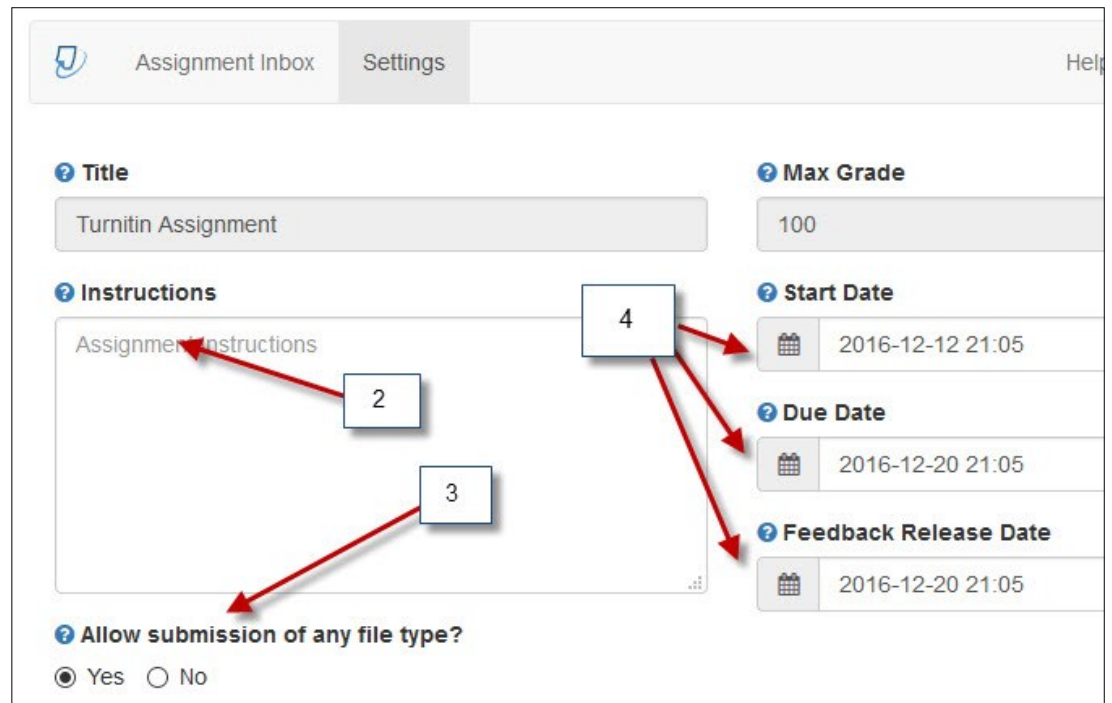 Assignment Inbox Settings
Title
Max Grade
Turnitin Assignment
100
Instructions
Start Date
Assignment Instructions
4
2016-12-12 21:05
2
Due Date
2016-12-20 21:05
3
Feedback Release Date
2016-12-20 21:05
Allow submission of any file type?
Yes No